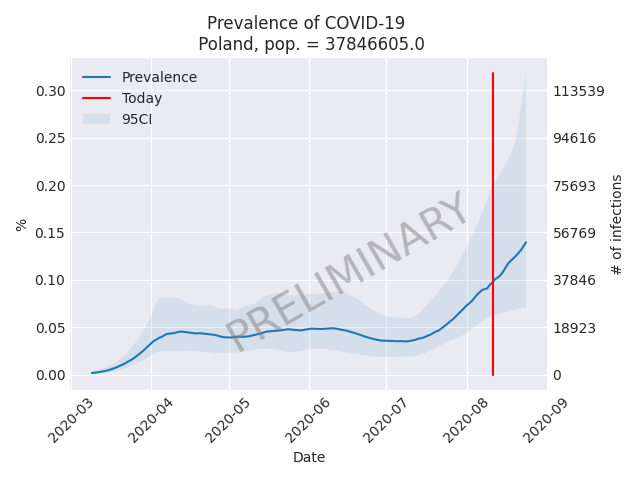 Prevalence of COVID-19
Poland, pop. = 37846605.0
Prevalence
Today
95CI
0.30
0.25
0.20
0.15
0.10
0.05
0.00
%
113539
94616
75693
56769
37846
18923
0
# of infections
PRELIMINARY
2020-03
2020-04
2020-05
2020-06
2020-07
2020-08
2020-09
Date